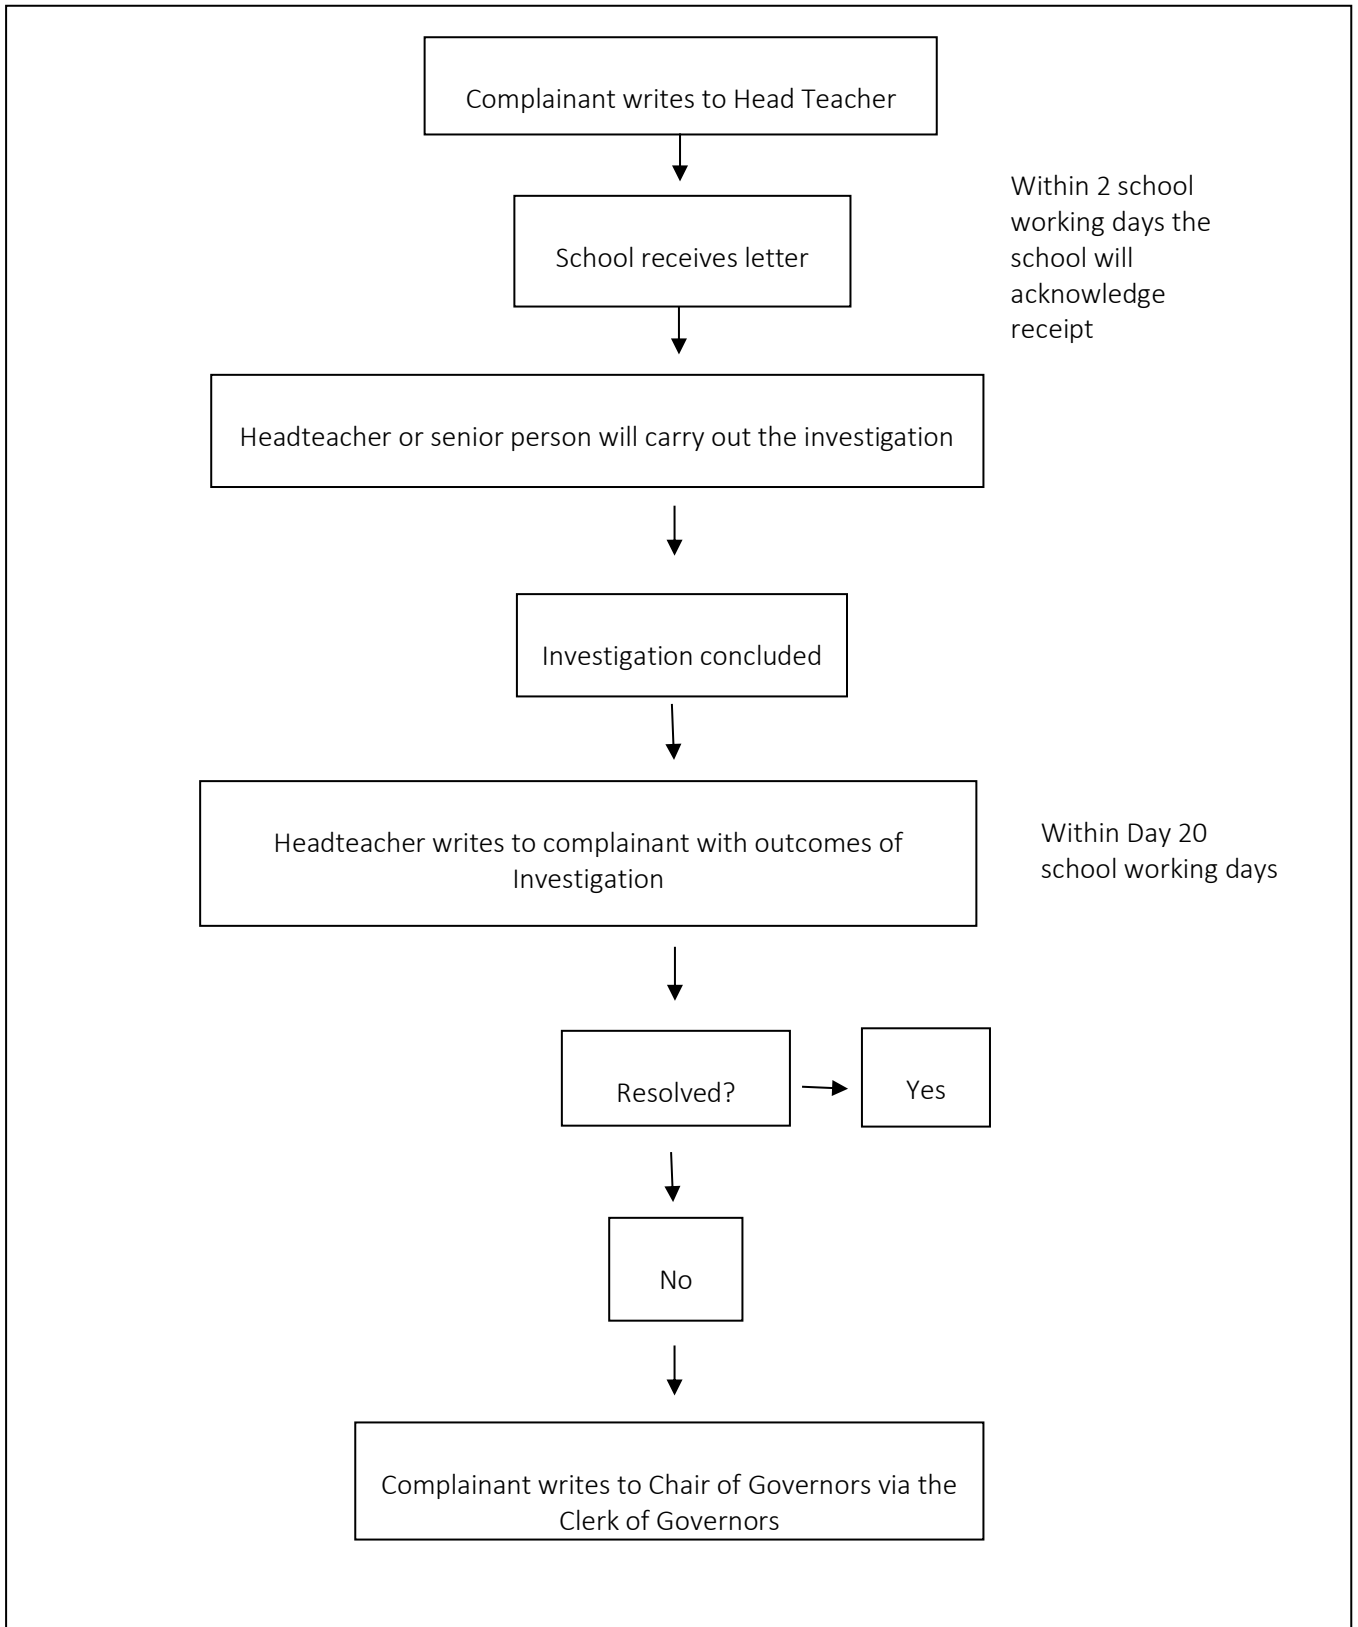 Complainant writes to Head Teacher
Within 2 school
working days the
school will
acknowledge
receipt
School receives letter
Headteacher or senior person will carry out the investigation
Investigation concluded
Headteacher writes to complainant with outcomes of
Investigation
Within Day 20
school working days
Resolved?
Yes
No
Complainant writes to Chair of Governors via the
Clerk of Governors